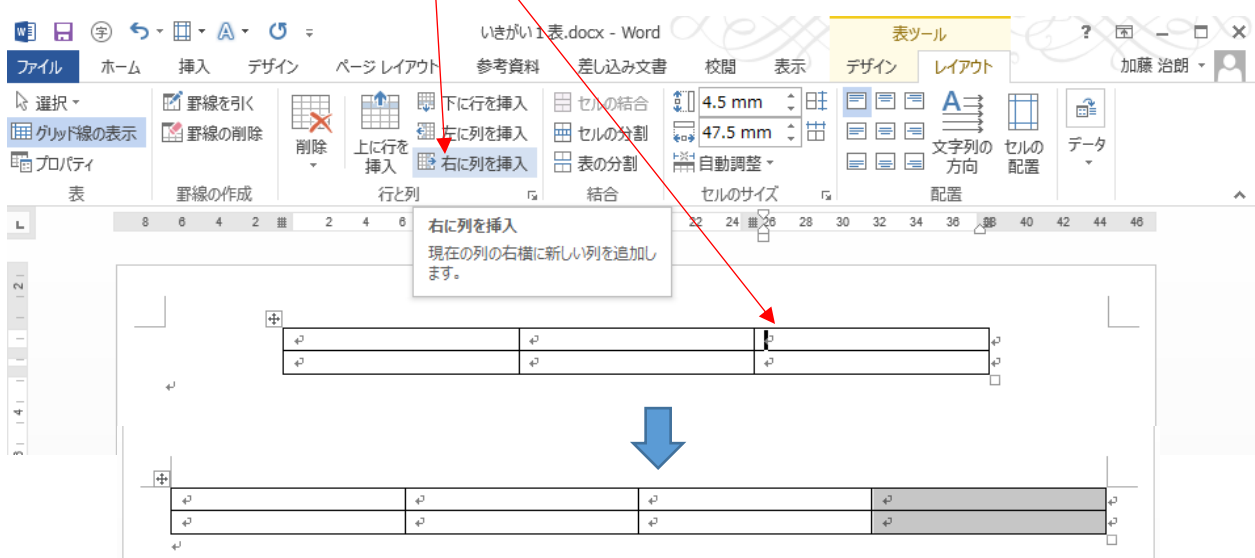 いきがい1表.docx - Word
表ツール
ファイル ホーム 挿入 デザイン ページ レイアウト 参考資料 差し込み文書 校閲 表示 デザイン レイアウト 加藤 治朗
選択
グリッド線の表示
プロパティ
表
罫線を引く
罫線の削除
罫線の作成
削除
上に行を
挿入
下に行を挿入
左に列を挿入
右に列を挿入
行と列
セルの結合
セルの分割
表の分割
結合
4.5 mm
47.5 mm
自動調整
セルのサイズ
文字列の
方向
セルの
配置
配置
データ
8 6 4 2 2 4 6 22 24 26 28 30 32 34 36 38 40 42 44 46
右に列を挿入
現在の列の右横に新しい列を追加し
ます。
2
4